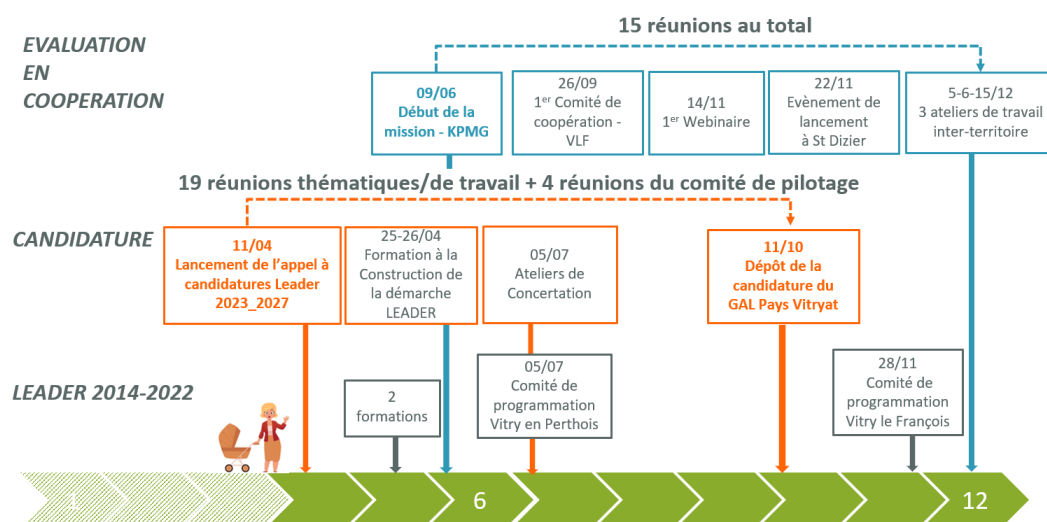 EVALUATION
EN
COOPERATION
15 réunions au total
09/06
Début de la
mission - KPMG
26/09
1er Comité de
coopération -
VLF
14/11
1er Webinaire
22/11
Evènement de
lancement
à St Dizier
5-6-15/12
3 ateliers de travail
inter-territoire
19 réunions thématiques/de travail + 4 réunions du comité de pilotage
CANDIDATURE
11/04
Lancement de l’appel à
candidatures Leader
2023_2027
25-26/04
Formation à la
Construction de
la démarche
LEADER
05/07
Ateliers de
Concertation
11/10
Dépôt de la
candidature du
GAL Pays Vitryat
LEADER 2014-2022
2
formations
05/07
Comité de
programmation
Vitry en Perthois
28/11
Comité de
programmation
Vitry le François
1
6
12